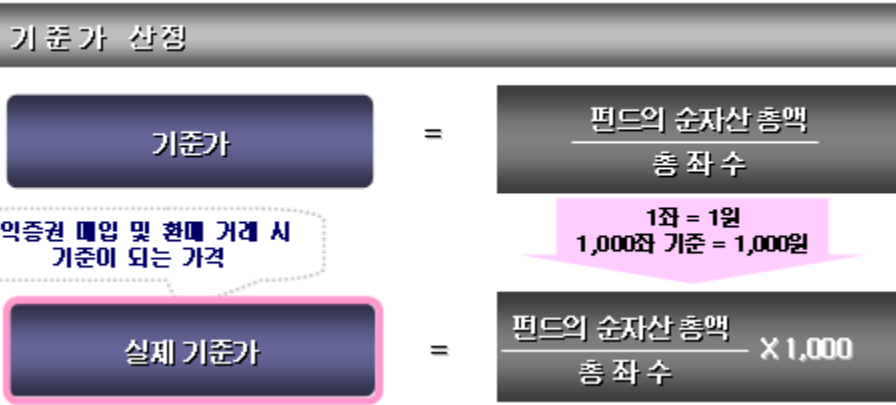 기준가 산정
기준가
=
펀드의 순자산 총액
총 좌 수
익증권 매입 및 환매 거래 시
기준이 되는 가격
1좌 = 1원
1,000좌 기준 = 1,000원
실제 기준가
=
펀드의 순자산 총액
총 좌 수
X 1,000